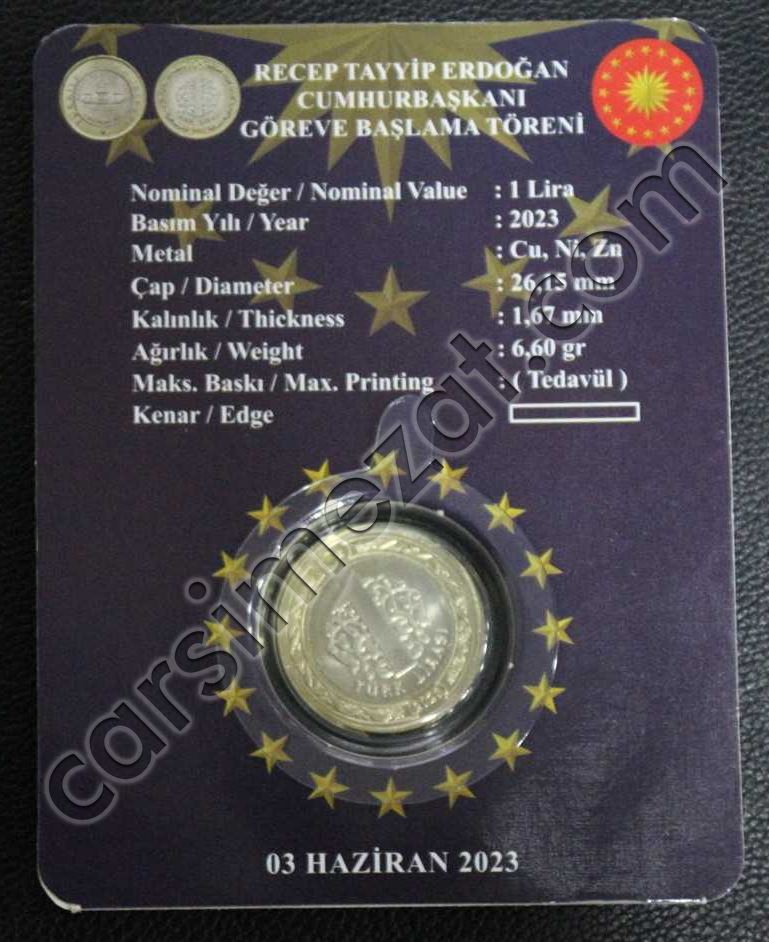 RECEP TAYYİP ERDOĞAN
CUMHURBAŞKANI
GÖREVE BAŞLAMA TÖRENİ
Nominal Değer / Nominal Value : 1 Lira
Basım Yılı / Year : 2023
Metal : Cu, Ni, Zn
Çap / Diameter : 26,15 mm
Kalınlık / Thickness : 1,67 mm
Ağırlık / Weight : 6,60 gr
Maks. Baskı / Max. Printing : ( Tedavül )
Kenar / Edge
1
TÜRK LİRASI
2023
03 HAZİRAN 2023
carsimezat.com